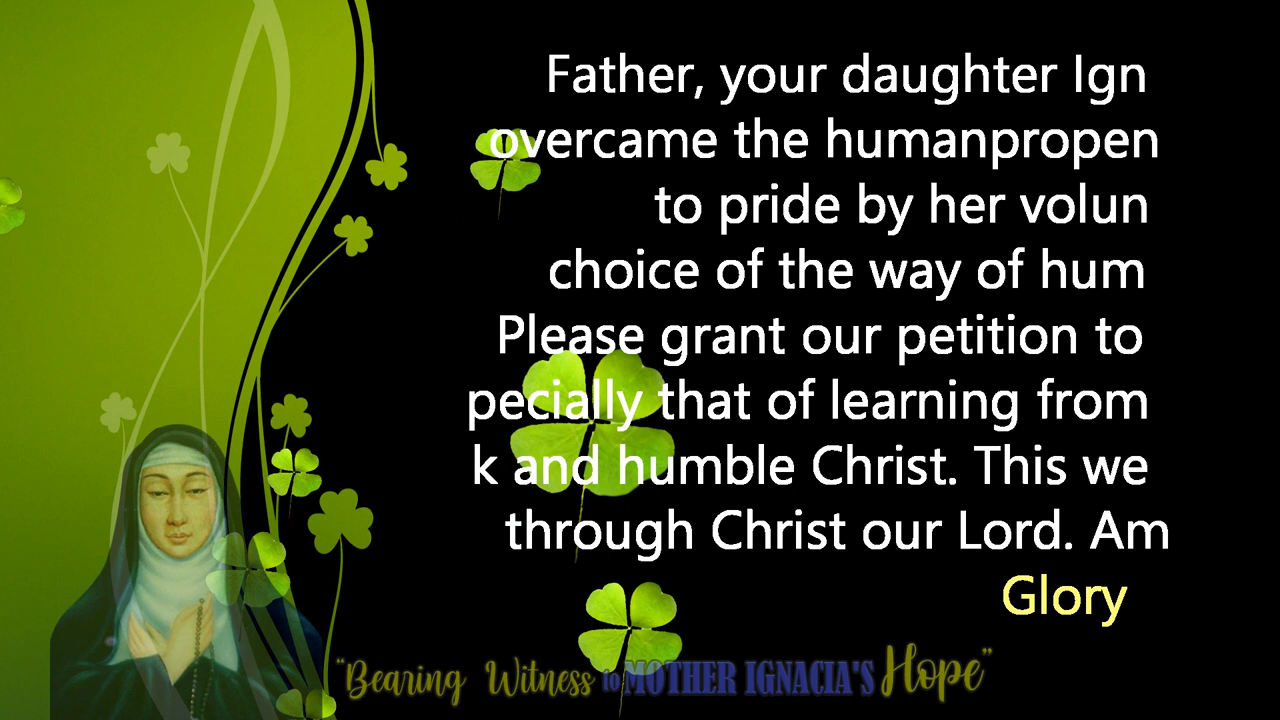 Father, your daughter Ign
overcame the humanpropen
to pride by her volun
choice of the way of hum
Please grant our petition to
pecially that of learning from
k and humble Christ. This we
through Christ our Lord. Am
Glory
"Bearing Witness to MOTHER IGNACIA'S Hope"